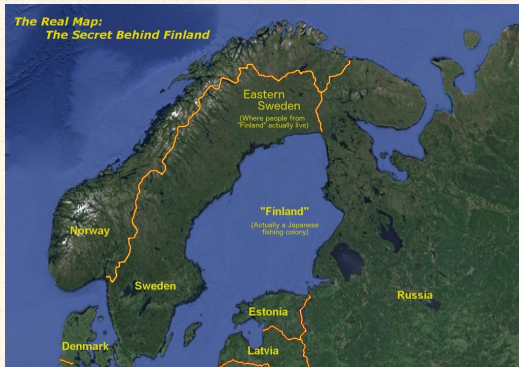 The Real Map:
The Secret Behind Finland
Eastern
Sweden
(Where people from
"Finland" actually live)
"Finland"
(Actually a Japanese
fishing colony)
Norway
Sweden
Russia
Estonia
Denmark
Latvia